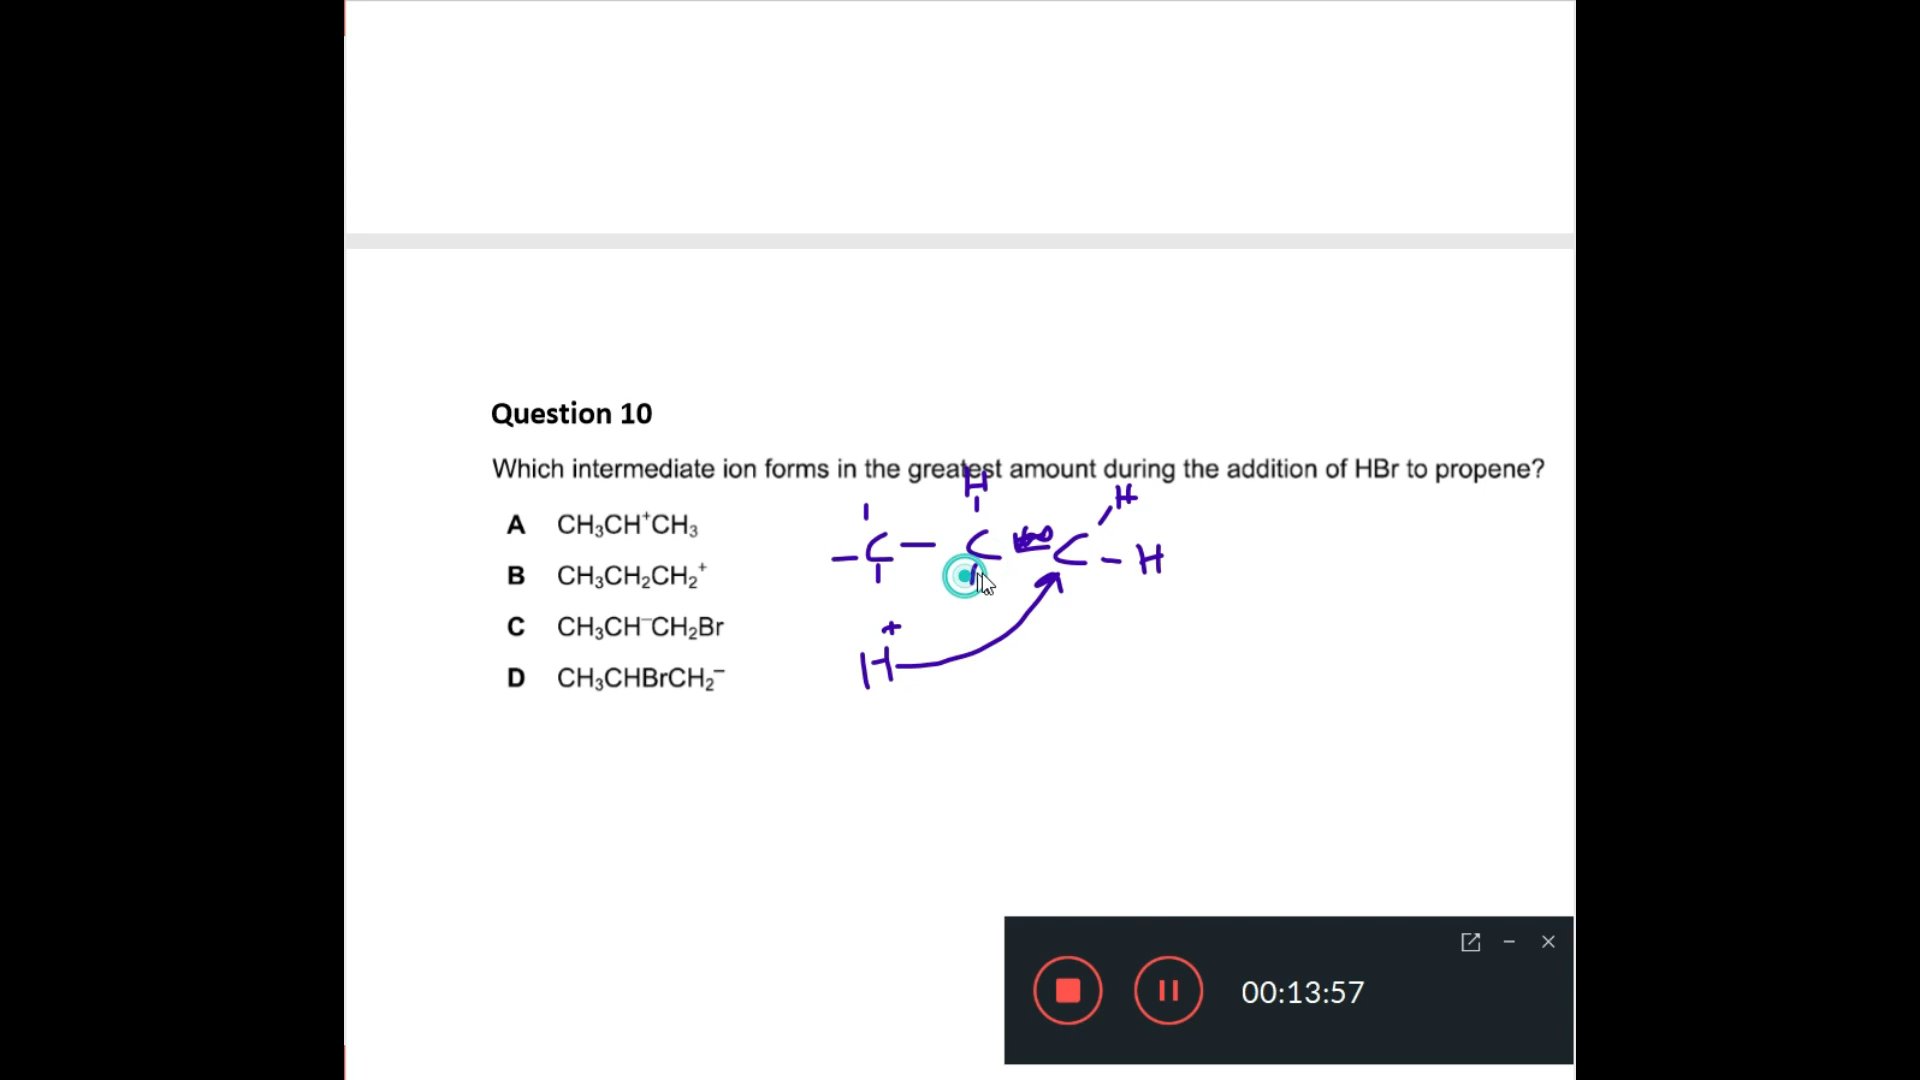 Question 10
Which intermediate ion forms in the greatest amount during the addition of HBr to propene?
H
H
A CH₃CH⁺CH₃
C C C H
B CH₃CH₂CH₂⁺
C CH₃CH⁻CH₂Br
+
H
D CH₃CHBrCH₂⁻
00:13:57